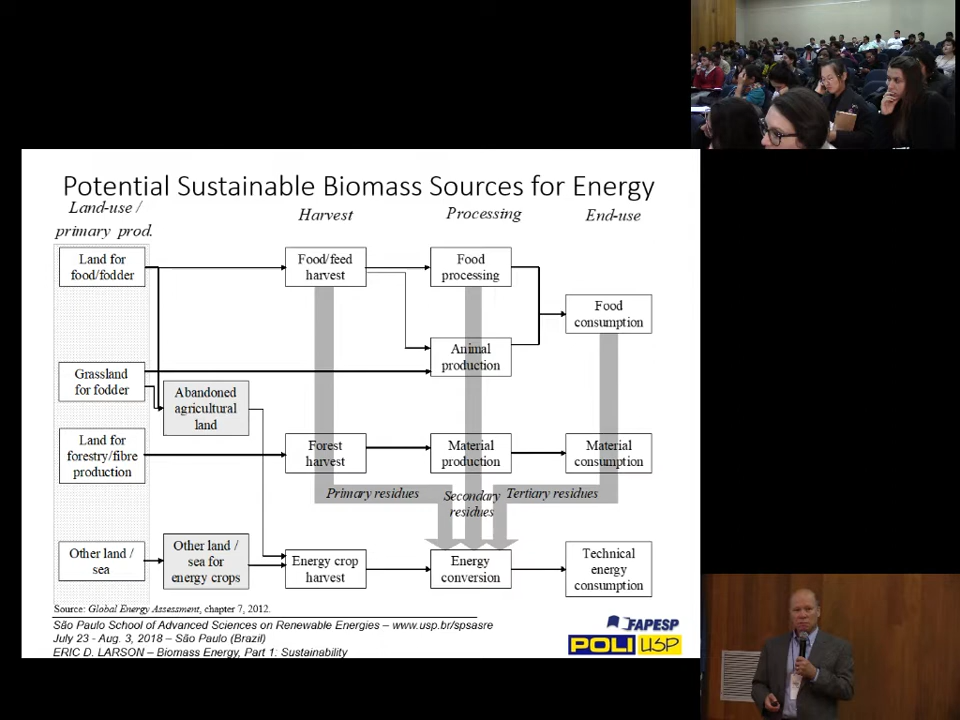 Potential Sustainable Biomass Sources for Energy
Land-use /
primary prod.
Harvest
Processing
End-use
Land for
food/fodder
Food/feed
harvest
Food
processing
Food
consumption
Animal
production
Grassland
for fodder
Abandoned
agricultural
land
Land for
forestry/fibre
production
Forest
harvest
Material
production
Material
consumption
Primary residues
Secondary
residues
Tertiary residues
Other land /
sea
Other land /
sea for
energy crops
Energy crop
harvest
Energy
conversion
Technical
energy
consumption
Source: Global Energy Assessment, chapter 7, 2012.
São Paulo School of Advanced Sciences on Renewable Energies – www.usp.br/spsasre
July 23 - Aug. 3, 2018 – São Paulo (Brazil)
ERIC D. LARSON – Biomass Energy, Part 1: Sustainability
FAPESP
POLI USP